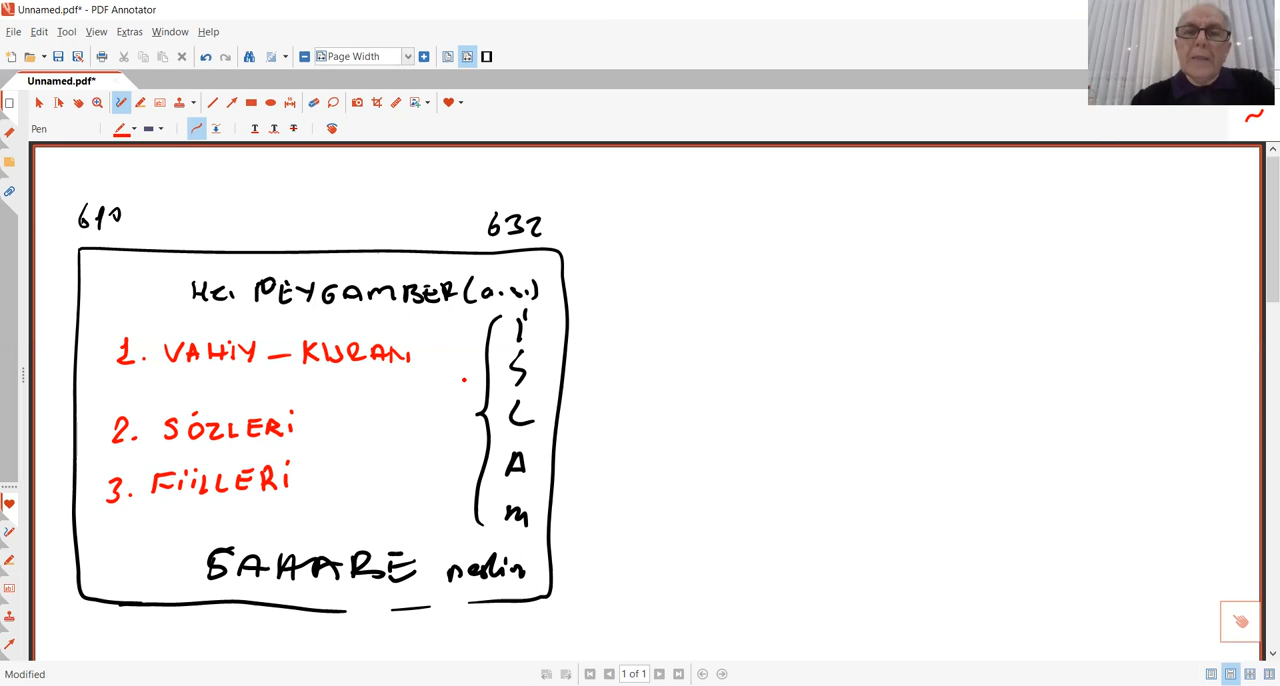 Unnamed.pdf* - PDF Annotator
File Edit Tool View Extras Window Help
Page Width
Unnamed.pdf*
Pen
610
632
Hz. PEYGAMBER (a.s.)
1. VAHİY - KURAN
2. SÖZLERİ
3. FİİLLERİ
İ
S
L
A
M
SAHABE
1 of 1
Modified